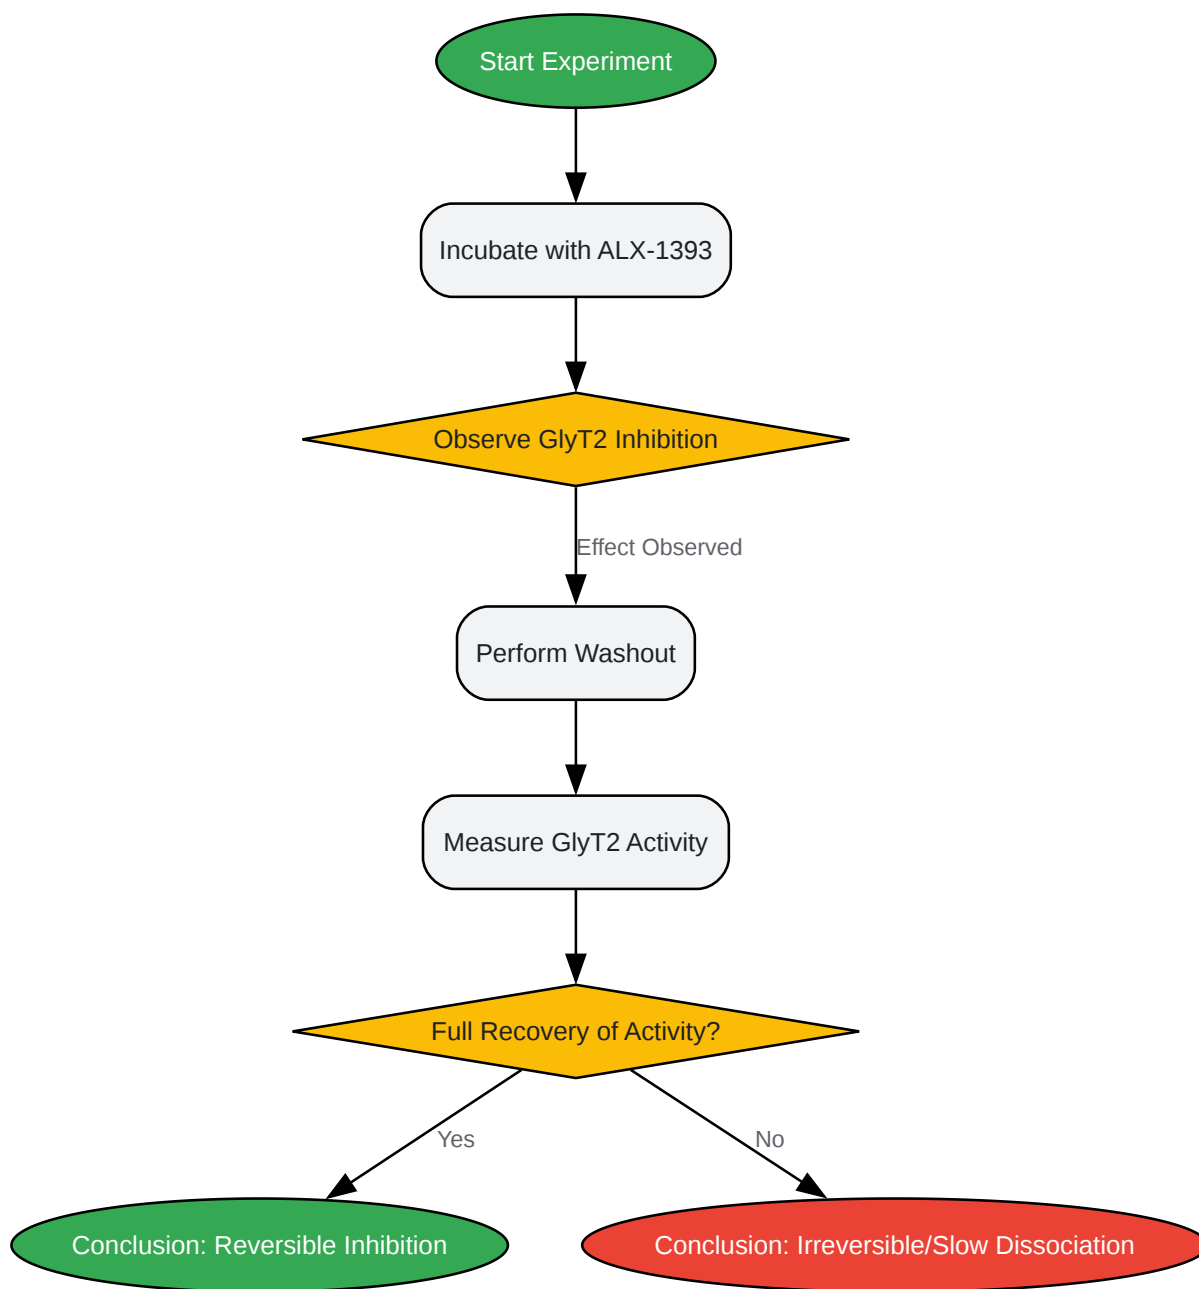 Start Experiment
Incubate with ALX-1393
Observe GlyT2 Inhibition
Effect Observed
Perform Washout
Measure GlyT2 Activity
Full Recovery of Activity?
Yes
No
Conclusion: Reversible Inhibition
Conclusion: Irreversible/Slow Dissociation